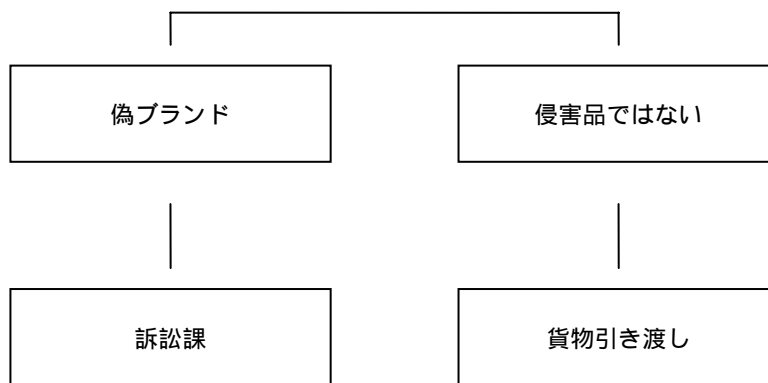 偽ブランド
侵害品ではない
訴訟課
貨物引き渡し